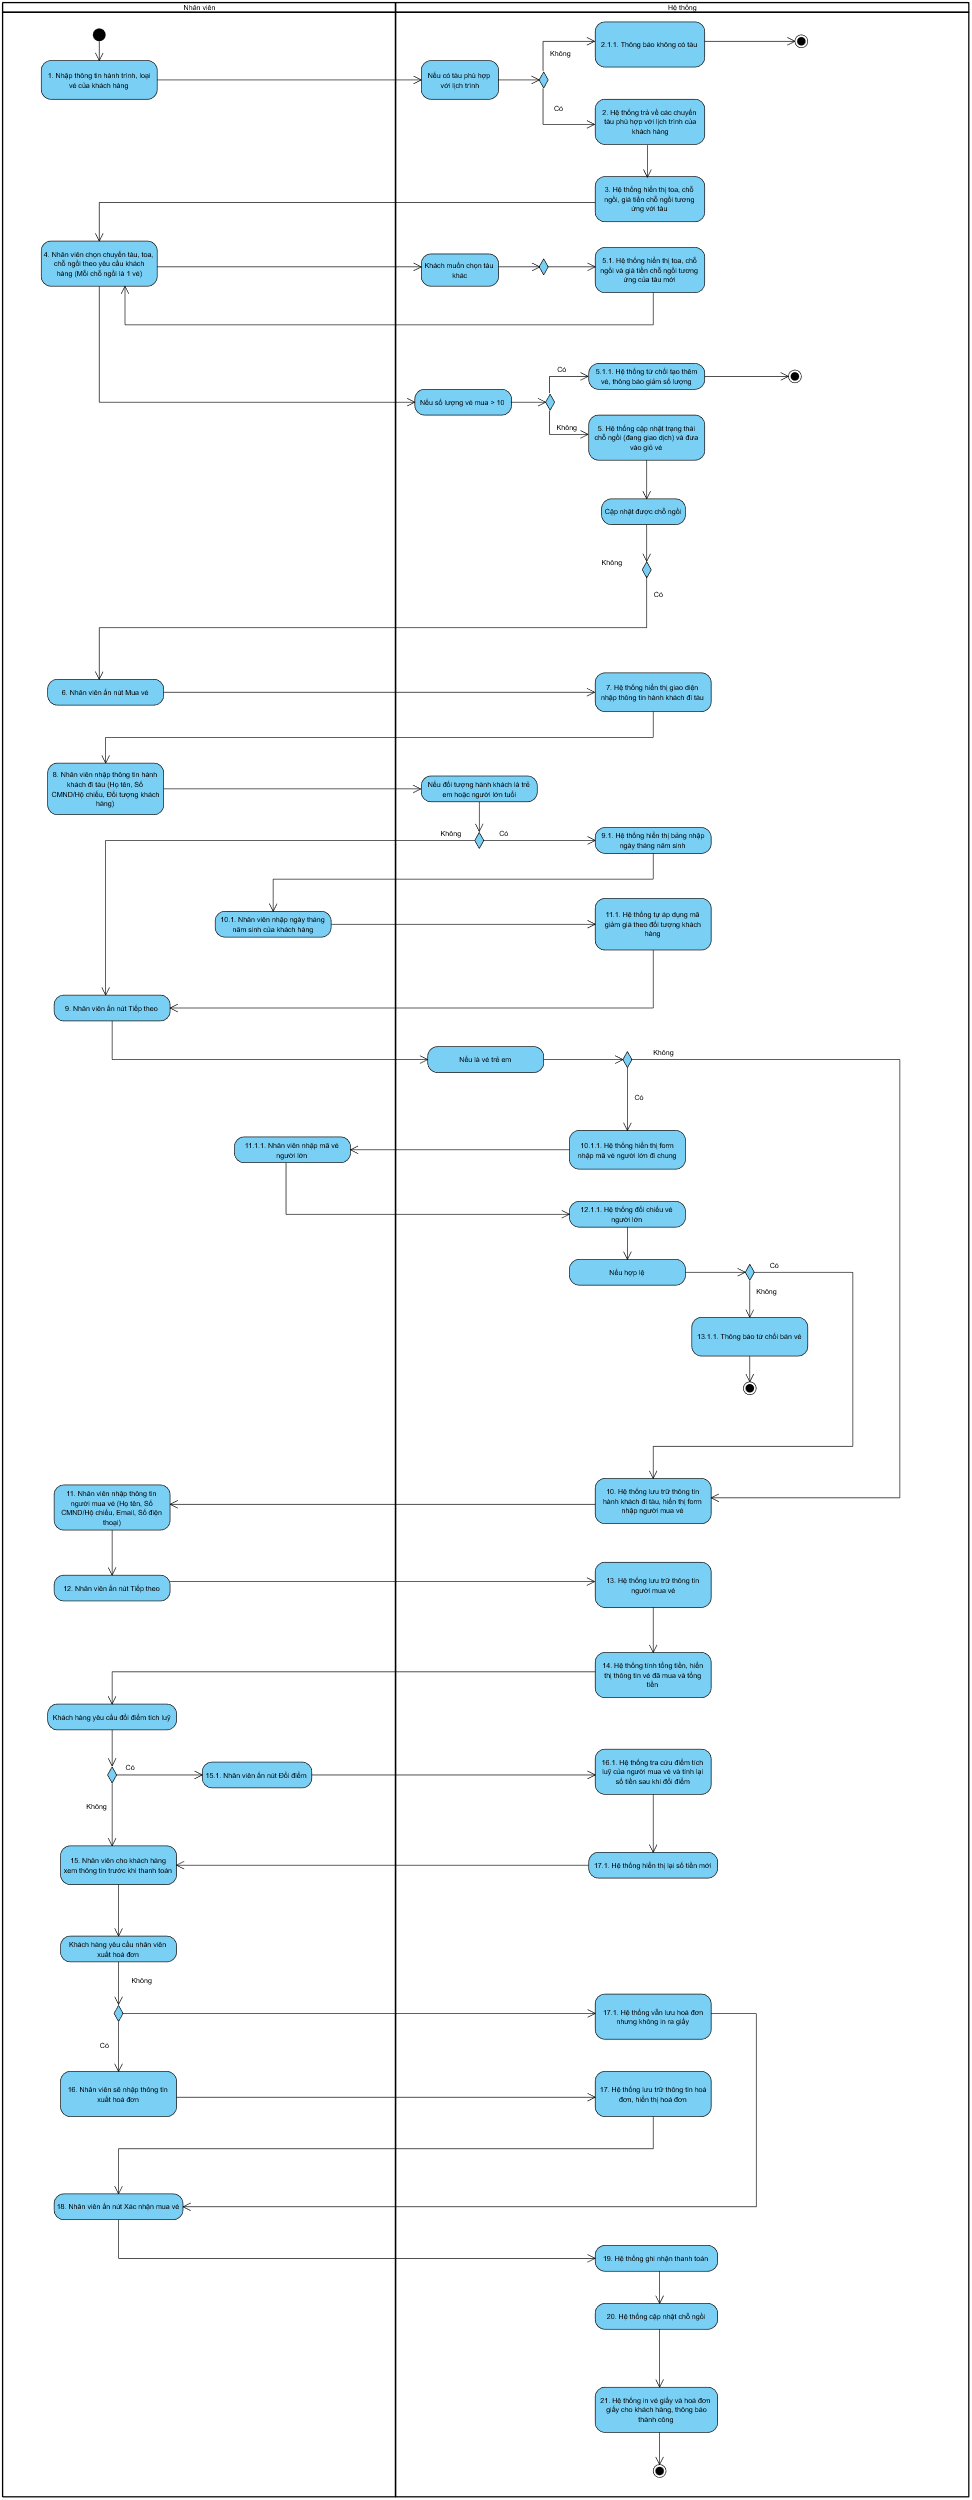 Nhân viên
Hệ thống
2.1.1. Thông báo không có tàu
Không
1. Nhập thông tin hành trình, loại
vé của khách hàng
Nếu có tàu phù hợp
với lịch trình
Có
2. Hệ thống trả về các chuyến
tàu phù hợp với lịch trình của
khách hàng
3. Hệ thống hiển thị toa, chỗ
ngồi, giá tiền chỗ ngồi tương
ứng với tàu
4. Nhân viên chọn chuyến tàu, toa,
chỗ ngồi theo yêu cầu khách
hàng (Mỗi chỗ ngồi là 1 vé)
Khách muốn chọn tàu
khác
5.1. Hệ thống hiển thị toa, chỗ
ngồi và giá tiền chỗ ngồi tương
ứng của tàu mới
Có
5.1.1. Hệ thống từ chối tạo thêm
vé, thông báo giảm số lượng
Nếu số lượng vé mua > 10
Không
5. Hệ thống cập nhật trạng thái
chỗ ngồi (đang giao dịch) và đưa
vào giỏ vé
Cập nhật được chỗ ngồi
Không
Có
6. Nhân viên ấn nút Mua vé
7. Hệ thống hiển thị giao diện
nhập thông tin hành khách đi tàu
8. Nhân viên nhập thông tin hành
khách đi tàu (Họ tên, Số
CMND/Hộ chiếu, Đối tượng khách
hàng)
Nếu đối tượng hành khách là trẻ
em hoặc người lớn tuổi
Không
Có
9.1. Hệ thống hiển thị bảng nhập
ngày tháng năm sinh
10.1. Nhân viên nhập ngày tháng
năm sinh của khách hàng
11.1. Hệ thống tự áp dụng mã
giảm giá theo đối tượng khách
hàng
9. Nhân viên ấn nút Tiếp theo
Nếu là vé trẻ em
Không
Có
11.1.1. Nhân viên nhập mã vé
người lớn
10.1.1. Hệ thống hiển thị form
nhập mã vé người lớn đi chung
12.1.1. Hệ thống đối chiếu vé
người lớn
Nếu hợp lệ
Có
Không
13.1.1. Thông báo từ chối bán vé
11. Nhân viên nhập thông tin
người mua vé (Họ tên, Số
CMND/Hộ chiếu, Email, Số điện
thoại)
10. Hệ thống lưu trữ thông tin
hành khách đi tàu, hiển thị form
nhập người mua vé
12. Nhân viên ấn nút Tiếp theo
13. Hệ thống lưu trữ thông tin
người mua vé
14. Hệ thống tính tổng tiền, hiển
thị thông tin vé đã mua và tổng
tiền
Khách hàng yêu cầu đổi điểm tích luỹ
Có
15.1. Nhân viên ấn nút Đổi điểm
16.1. Hệ thống tra cứu điểm tích
luỹ của người mua vé và tính lại
số tiền sau khi đổi điểm
Không
15. Nhân viên cho khách hàng
xem thông tin trước khi thanh toán
17.1. Hệ thống hiển thị lại số tiền mới
Khách hàng yêu cầu nhân viên
xuất hoá đơn
Không
17.1. Hệ thống vẫn lưu hoá đơn
nhưng không in ra giấy
Có
16. Nhân viên sẽ nhập thông tin
xuất hoá đơn
17. Hệ thống lưu trữ thông tin hoá
đơn, hiển thị hoá đơn
18. Nhân viên ấn nút Xác nhận mua vé
19. Hệ thống ghi nhận thanh toán
20. Hệ thống cập nhật chỗ ngồi
21. Hệ thống in vé giấy và hoá đơn
giấy cho khách hàng, thông báo
thành công